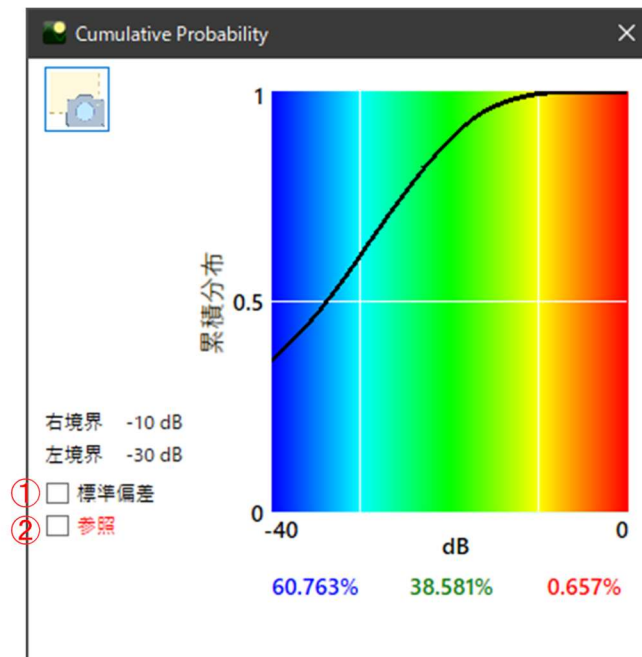 Cumulative Probability
1
累積分布
0.5
右境界 -10 dB
左境界 -30 dB
① 標準偏差
② 参照
0
-40 0
dB
60.763% 38.581% 0.657%